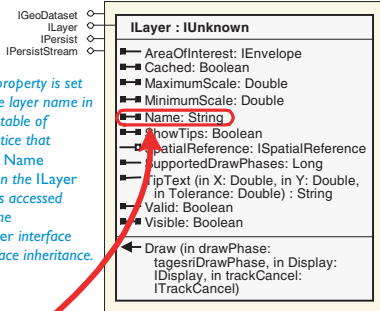 IGeoDataset
ILayer
IPersist
IPersistStream
property is set
layer name in
table of
tice that
Name
n the ILayer
s accessed
er interface
ace inheritance.
ILayer : IUnknown
AreaOfInterest: IEnvelope
Cached: Boolean
MaximumScale: Double
MinimumScale: Double
Name: String
ShowTips: Boolean
SpatialReference: ISpatialReference
SupportedDrawPhases: Long
TipText (in X: Double, in Y: Double,
in Tolerance: Double) : String
Valid: Boolean
Visible: Boolean
Draw (in drawPhase:
tagesriDrawPhase, in Display:
IDisplay, in trackCancel:
ITrackCancel)